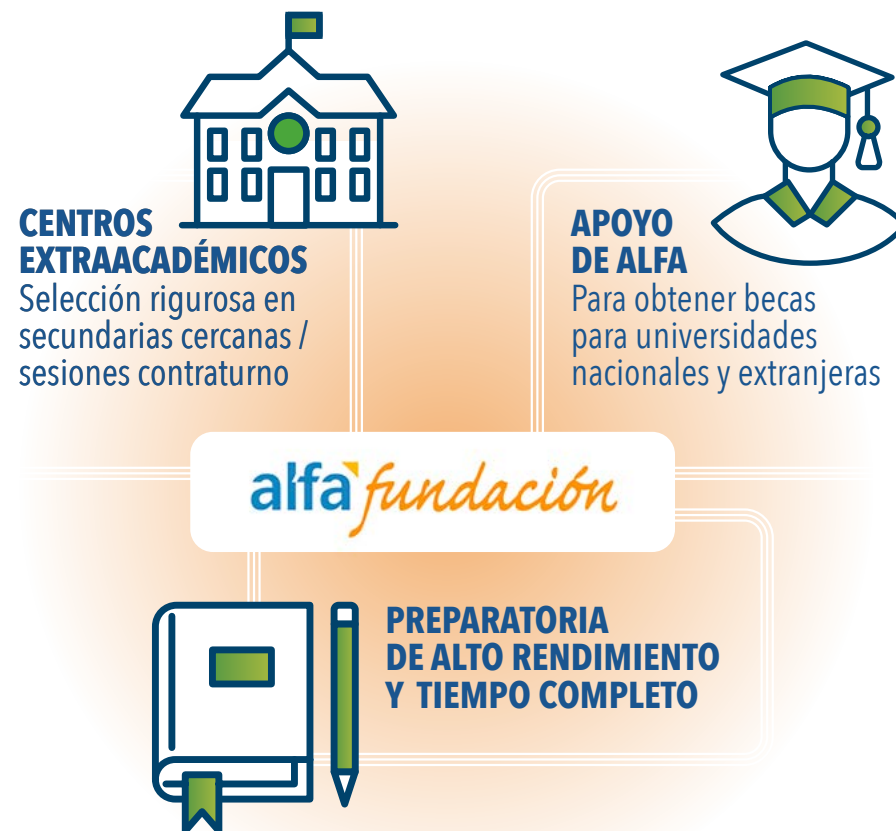 CENTROS
EXTRAACADÉMICOS
Selección rigurosa en
secundarias cercanas /
sesiones contraturno
APOYO
DE ALFA
Para obtener becas
para universidades
nacionales y extranjeras
alfa fundación
PREPARATORIA
DE ALTO RENDIMIENTO
Y TIEMPO COMPLETO